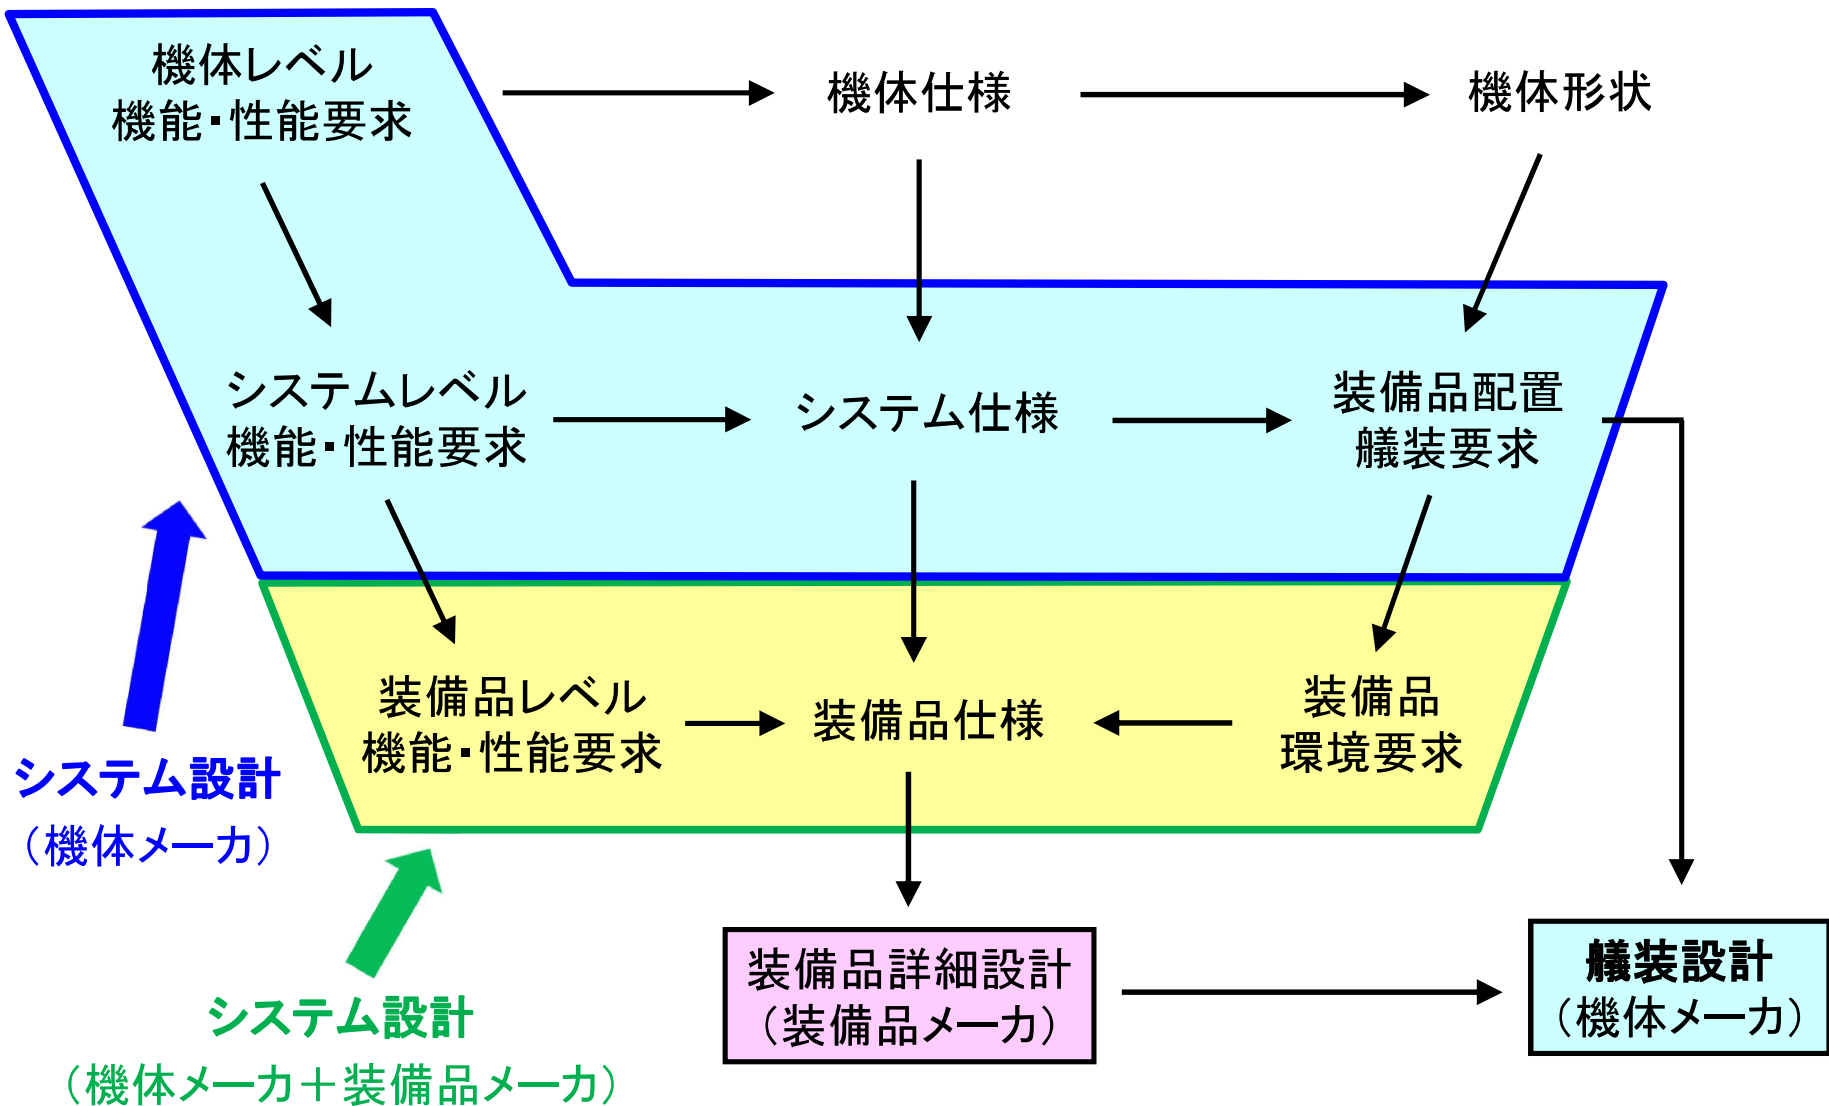 機体レベル
機能・性能要求
機体仕様
機体形状
システムレベル
機能・性能要求
システム仕様
装備品配置
艤装要求
装備品レベル
機能・性能要求
装備品仕様
装備品
環境要求
システム設計
（機体メーカ）
システム設計
（機体メーカ＋装備品メーカ）
装備品詳細設計
（装備品メーカ）
艤装設計
（機体メーカ）